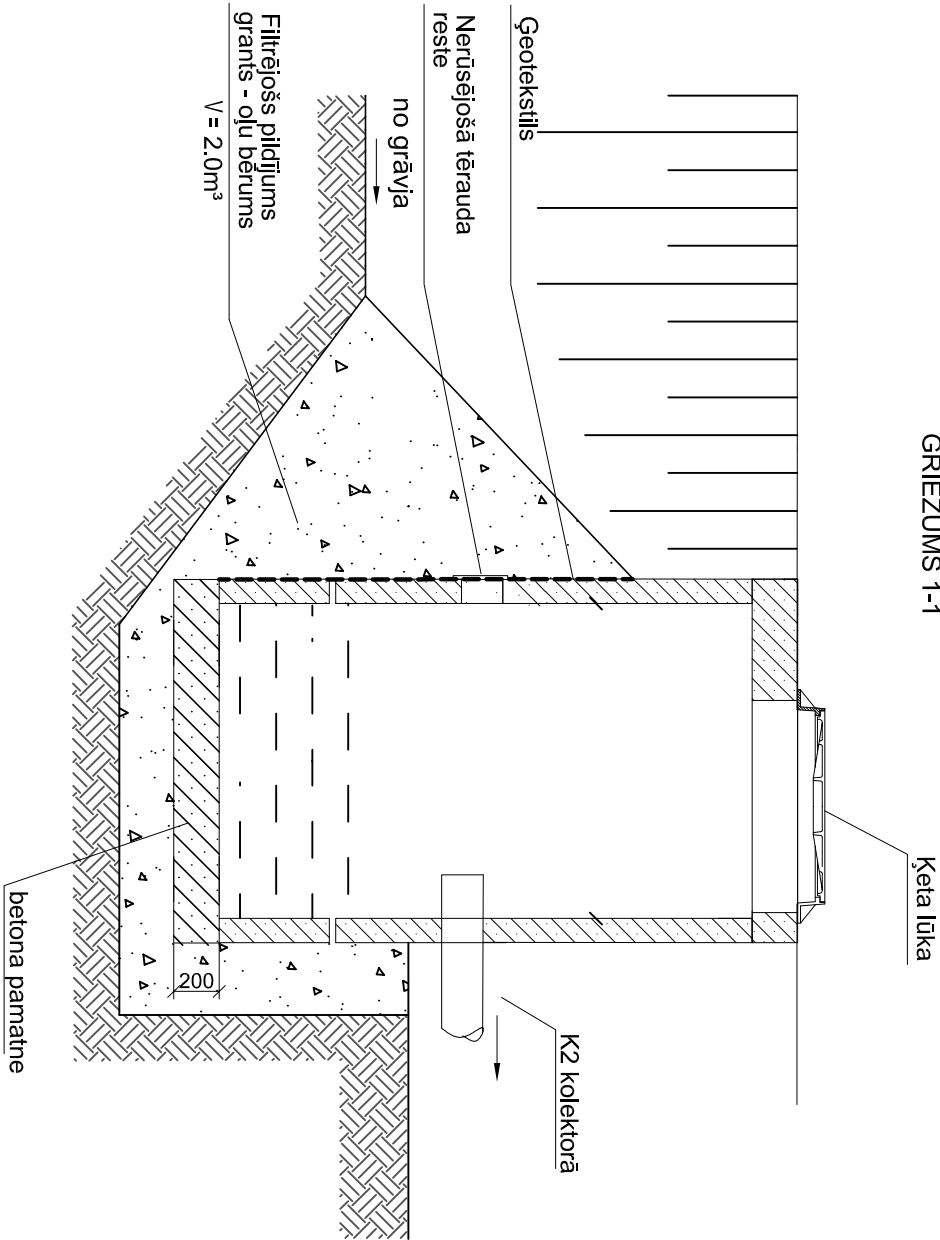 GRIEZUMS 1-1
Ķeta lūka
Ģeotekstils
Nerūsējošā tērauda
reste
no grāvja
Filtrējošs pildījums
grants - oļu bērums
V= 2.0m³
K2 kolektorā
200
betona pamatne